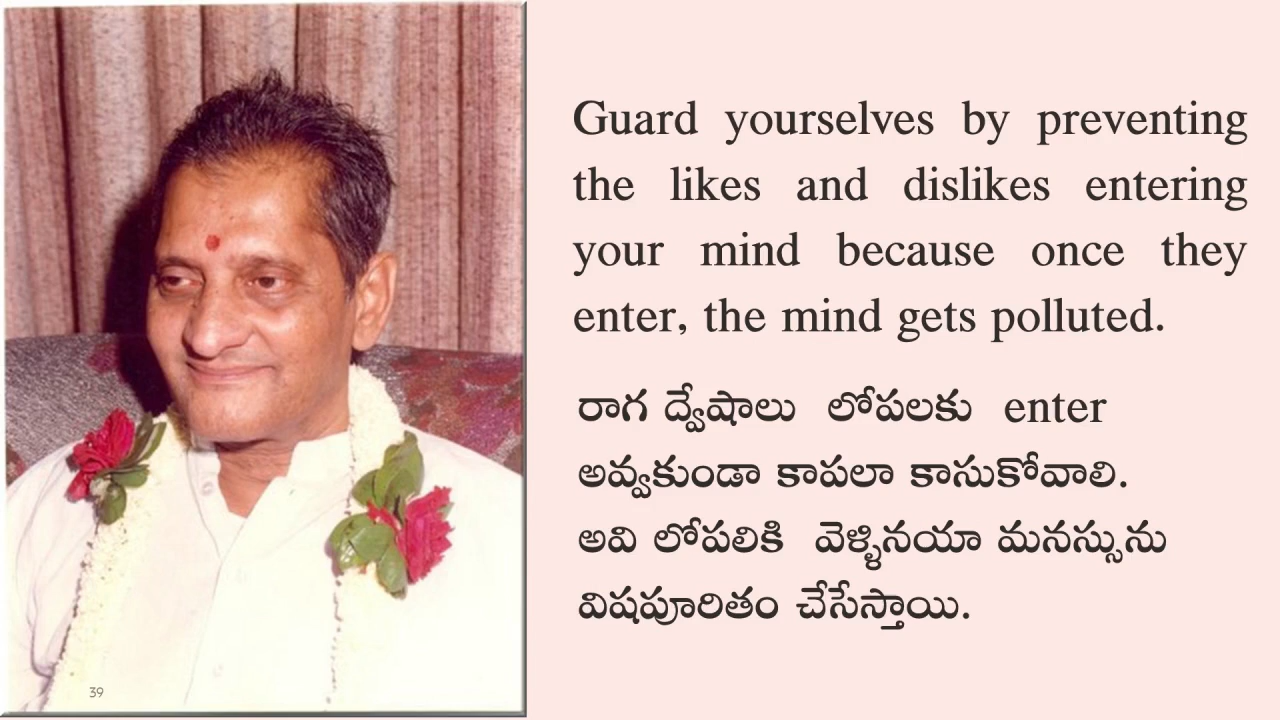 Guard yourselves by preventing
the likes and dislikes entering
your mind because once they
enter, the mind gets polluted.
రాగ ద్వేషాలు లోపలకు enter
అవ్వకుండా కాపలా కాసుకోవాలి.
అవి లోపలికి వెళ్ళినయా మనస్సును
విషపూరితం చేసేస్తాయి.
39